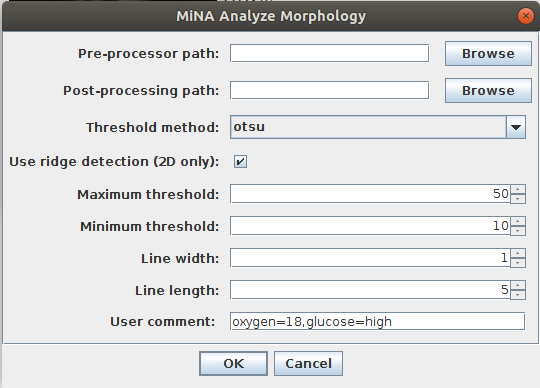 MiNA Analyze Morphology
Pre-processor path: Browse
Post-processing path: Browse
Threshold method: otsu
Use ridge detection (2D only):
Maximum threshold: 50
Minimum threshold: 10
Line width: 1
Line length: 5
User comment: oxygen=18,glucose=high
OK Cancel